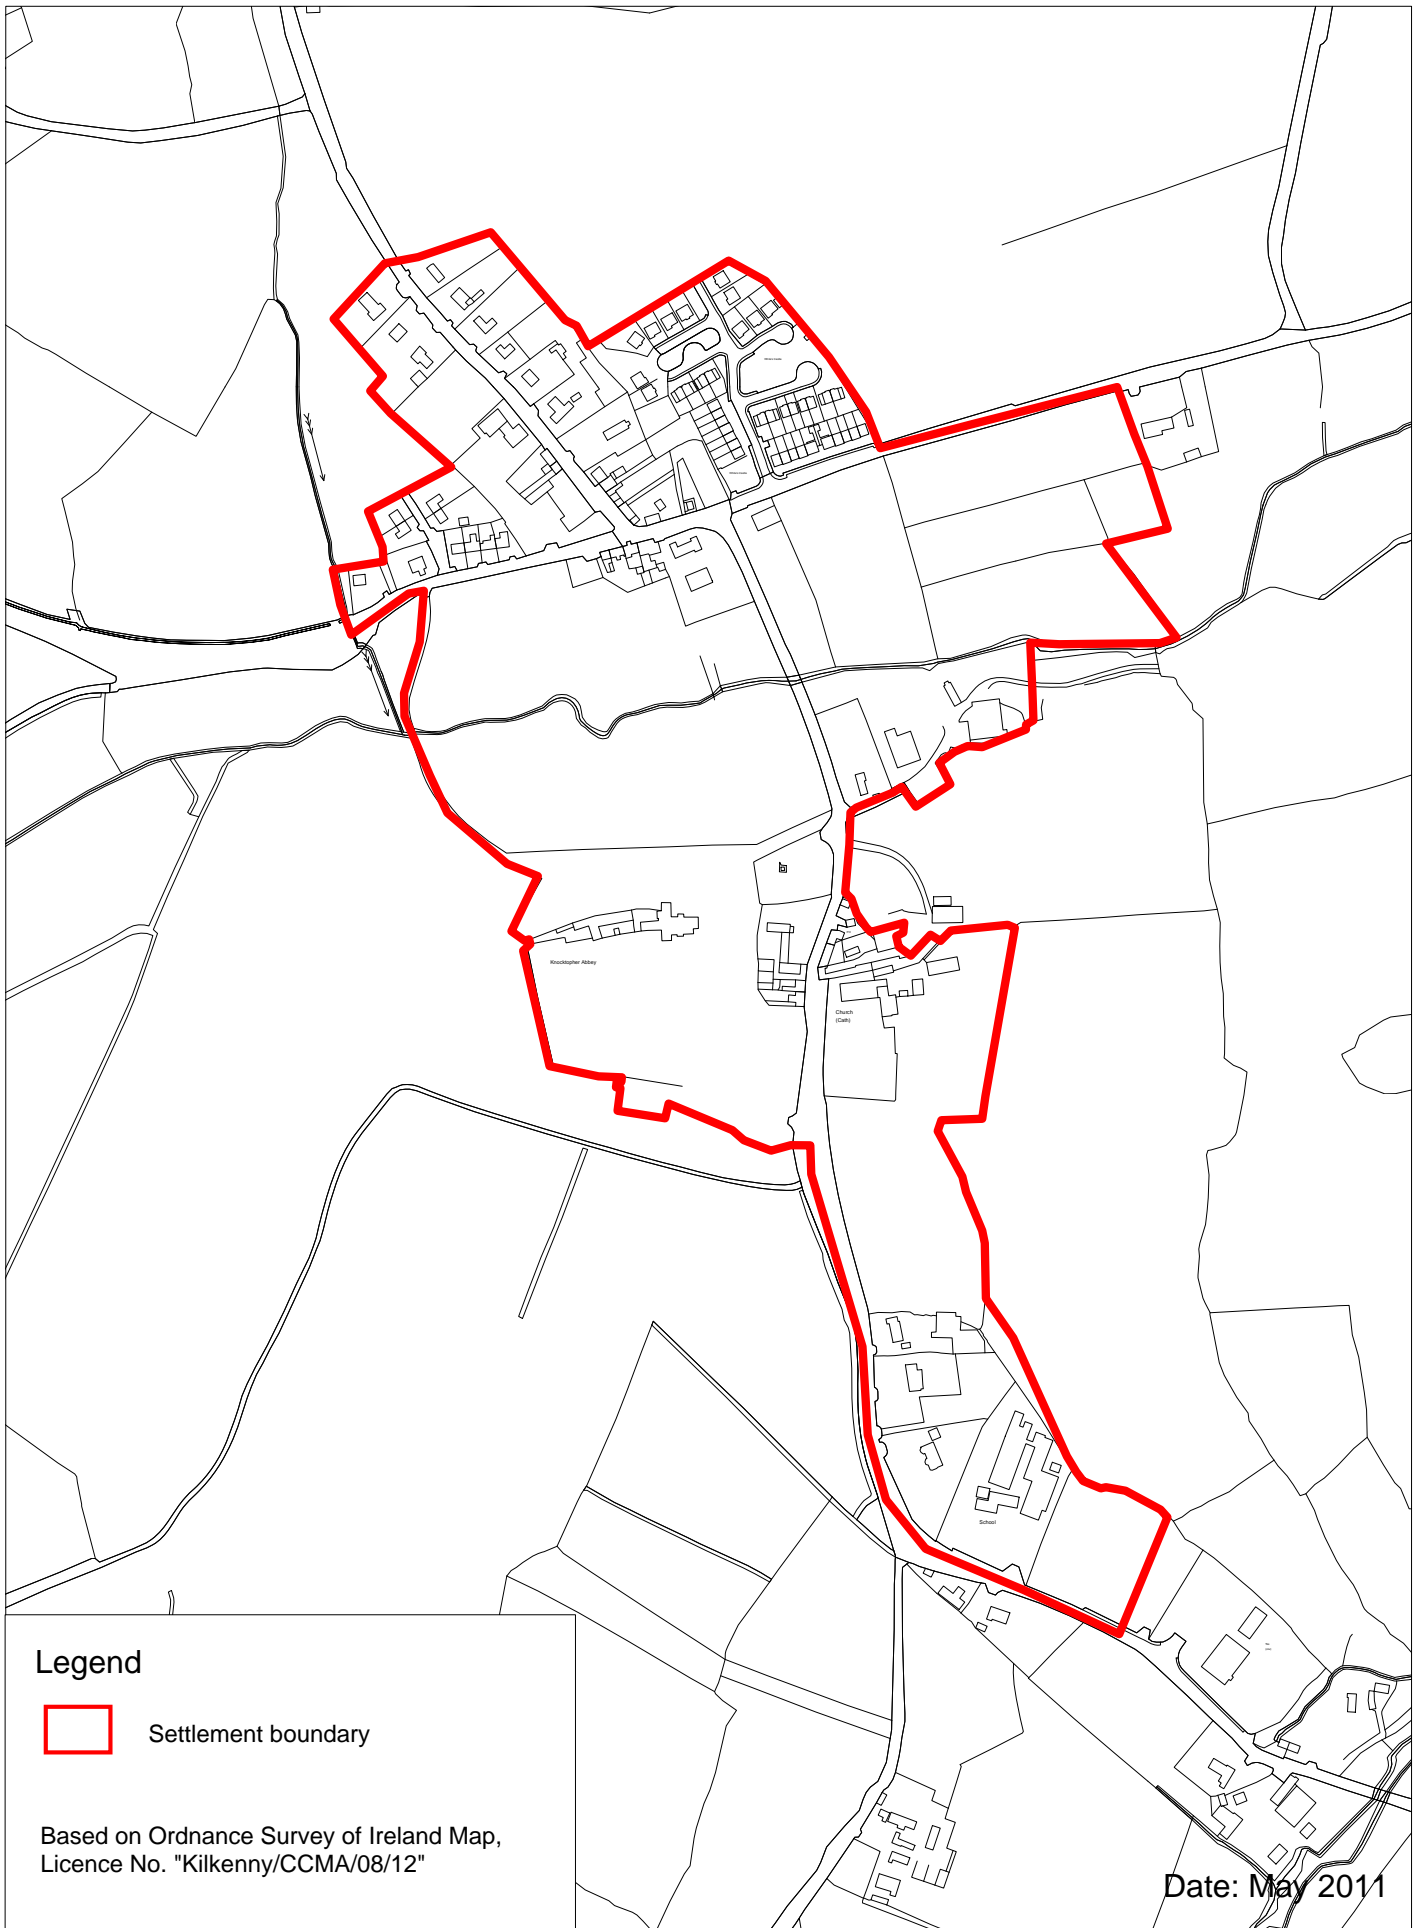 Knocktopher Abbey
Church
(Cath)
School
Legend
Settlement boundary
Based on Ordnance Survey of Ireland Map,
Licence No. "Kilkenny/CCMA/08/12"
Date: May 2011